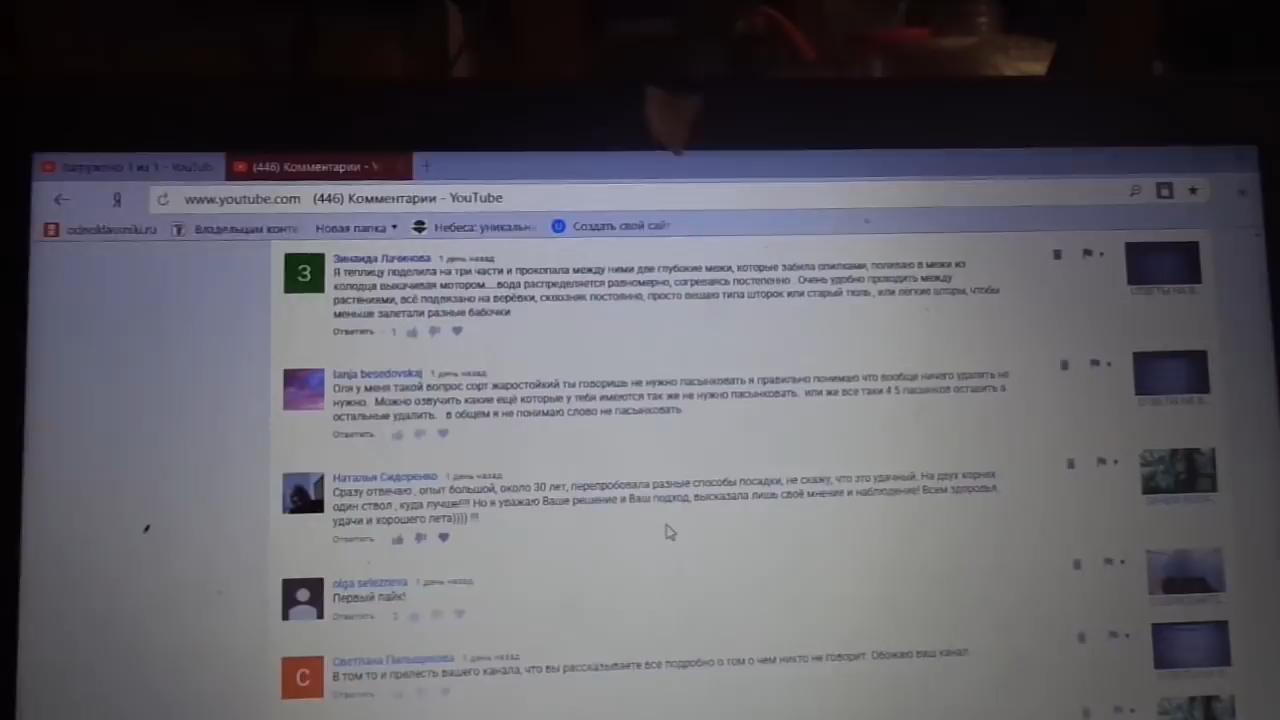 Загружено 1 из 1 - YouTub
(446) Комментарии - Y
Я
www.youtube.com (446) Комментарии - YouTube
odnoklassniki.ru
Владельцам конте
Новая папка
Небеса: уникальн
Создать свой сайт
З
Зинаида Лачинова 1 день назад
Я теплицу поделила на три части и прокопала между ними две глубокие межи, которые забила опилками, поливаю в межи из
колодца выкачивая мотором....вода распределяется равномерно, согреваясь постепенно . Очень удобно проходить между
растениями, всё подвязано на верёвки, сквозняк постоянно, просто вешаю типа шторок или старый тюль, или легкие шторы, чтобы
меньше залетали разные бабочки
Ответить 1
tanja besedovskaj 1 день назад
Оля у меня такой вопрос сорт жаростойкий ты говоришь не нужно пасынковать я правильно понимаю что вообще ничего удалять не
нужно. Можно озвучить какие ещё которые у тебя имеются так же не нужно пасынковать. или же все таки 4 5 пасынков оставить а
остальные удалить. в общем я не понимаю слово не пасынковать
Ответить
Наталья Сидоренко 1 день назад
Сразу отвечаю , опыт большой, около 30 лет, перепробовала разные способы посадки, не скажу, что это удачный. На двух корнях
один ствол , куда лучше!!!! Но я уважаю Ваше решение и Ваш подход, высказала лишь своё мнение и наблюдение! Всем здоровья,
удачи и хорошего лета)))) !!!
Ответить
olga selezneva 1 день назад
Первый лайк!
Ответить
С
Светлана Пильщикова 1 день назад
В том то и прелесть вашего канала, что вы рассказываете все подробно о том о чем никто не говорит. Обожаю ваш канал.
Ответить